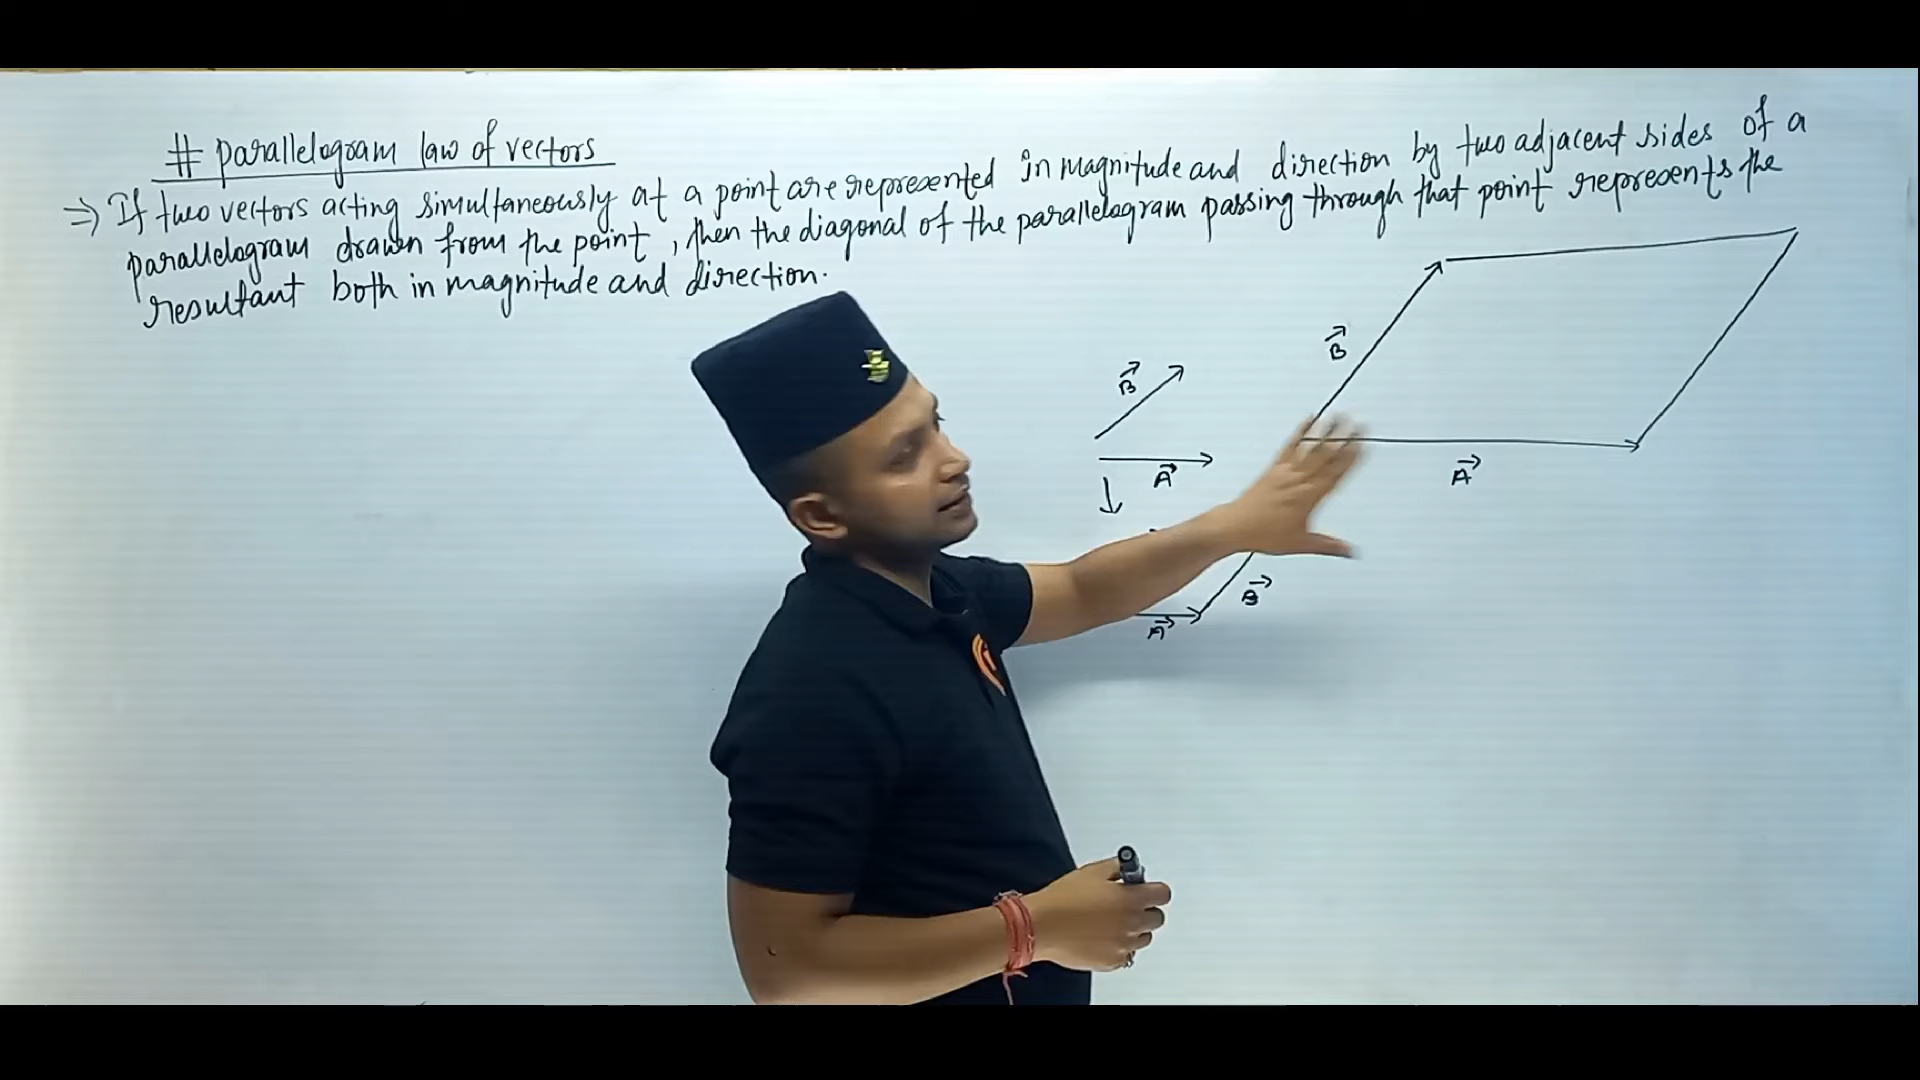 # parallelogram law of vectors
=> If two vectors acting simultaneously at a point are represented in magnitude and direction by two adjacent sides of a
parallelogram drawn from the point, then the diagonal of the parallelogram passing through that point represents the
resultant both in magnitude and direction.
B⃗
A⃗
B⃗
A⃗
B⃗
A⃗